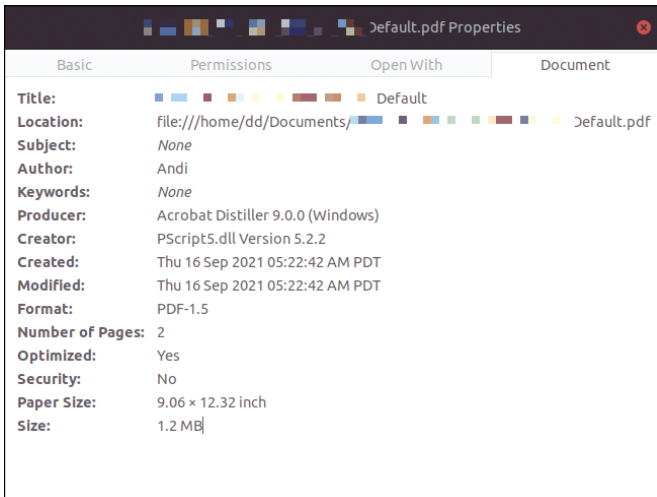 Default.pdf Properties
Basic Permissions Open With Document
Title: Default
Location: file:///home/dd/Documents/ Default.pdf
Subject: None
Author: Andi
Keywords: None
Producer: Acrobat Distiller 9.0.0 (Windows)
Creator: PScript5.dll Version 5.2.2
Created: Thu 16 Sep 2021 05:22:42 AM PDT
Modified: Thu 16 Sep 2021 05:22:42 AM PDT
Format: PDF-1.5
Number of Pages: 2
Optimized: Yes
Security: No
Paper Size: 9.06 × 12.32 inch
Size: 1.2 MB